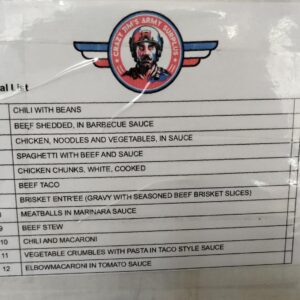 CRAZY JIM'S ARMY SURPLUS
al List
CHILI WITH BEANS
BEEF SHEDDED, IN BARBECUE SAUCE
CHICKEN, NOODLES AND VEGETABLES, IN SAUCE
SPAGHETTI WITH BEEF AND SAUCE
CHICKEN CHUNKS, WHITE, COOKED
BEEF TACO
BRISKET ENTREE (GRAVY WITH SEASONED BEEF BRISKET SLICES)
MEATBALLS IN MARINARA SAUCE
9 BEEF STEW
10 CHILI AND MACARONI
11 VEGETABLE CRUMBLES WITH PASTA IN TACO STYLE SAUCE
12 ELBOWMACARONI IN TOMATO SAUCE